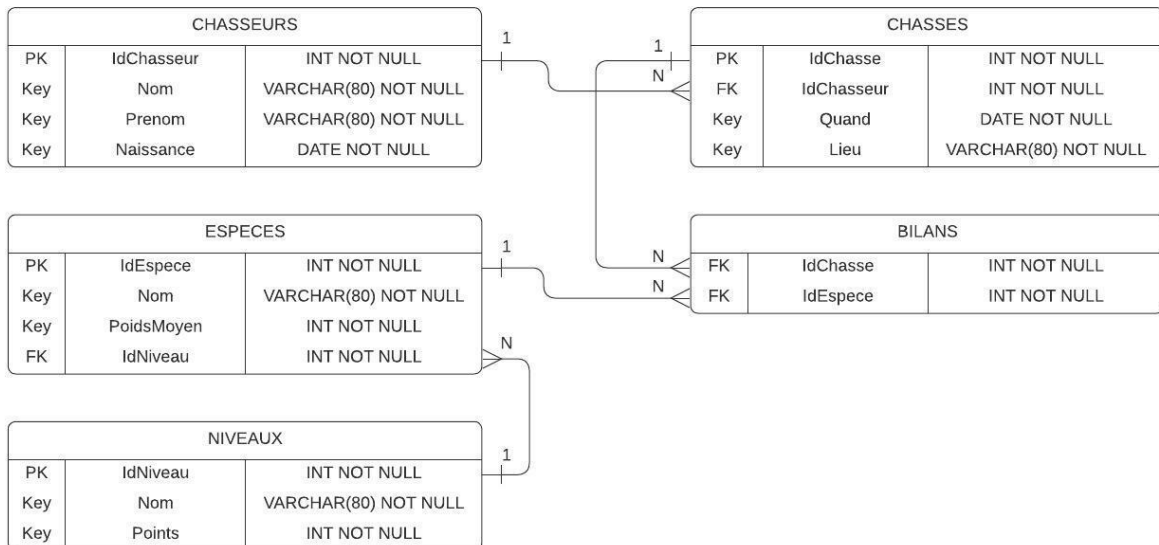 CHASSEURS
PK IdChasseur INT NOT NULL
Key Nom VARCHAR(80) NOT NULL
Key Prenom VARCHAR(80) NOT NULL
Key Naissance DATE NOT NULL
1
N
1
CHASSES
PK IdChasse INT NOT NULL
FK IdChasseur INT NOT NULL
Key Quand DATE NOT NULL
Key Lieu VARCHAR(80) NOT NULL
ESPECES
PK IdEspece INT NOT NULL
Key Nom VARCHAR(80) NOT NULL
Key PoidsMoyen INT NOT NULL
FK IdNiveau INT NOT NULL
1
N
N
N
BILANS
FK IdChasse INT NOT NULL
FK IdEspece INT NOT NULL
NIVEAUX
PK IdNiveau INT NOT NULL
Key Nom VARCHAR(80) NOT NULL
Key Points INT NOT NULL
1